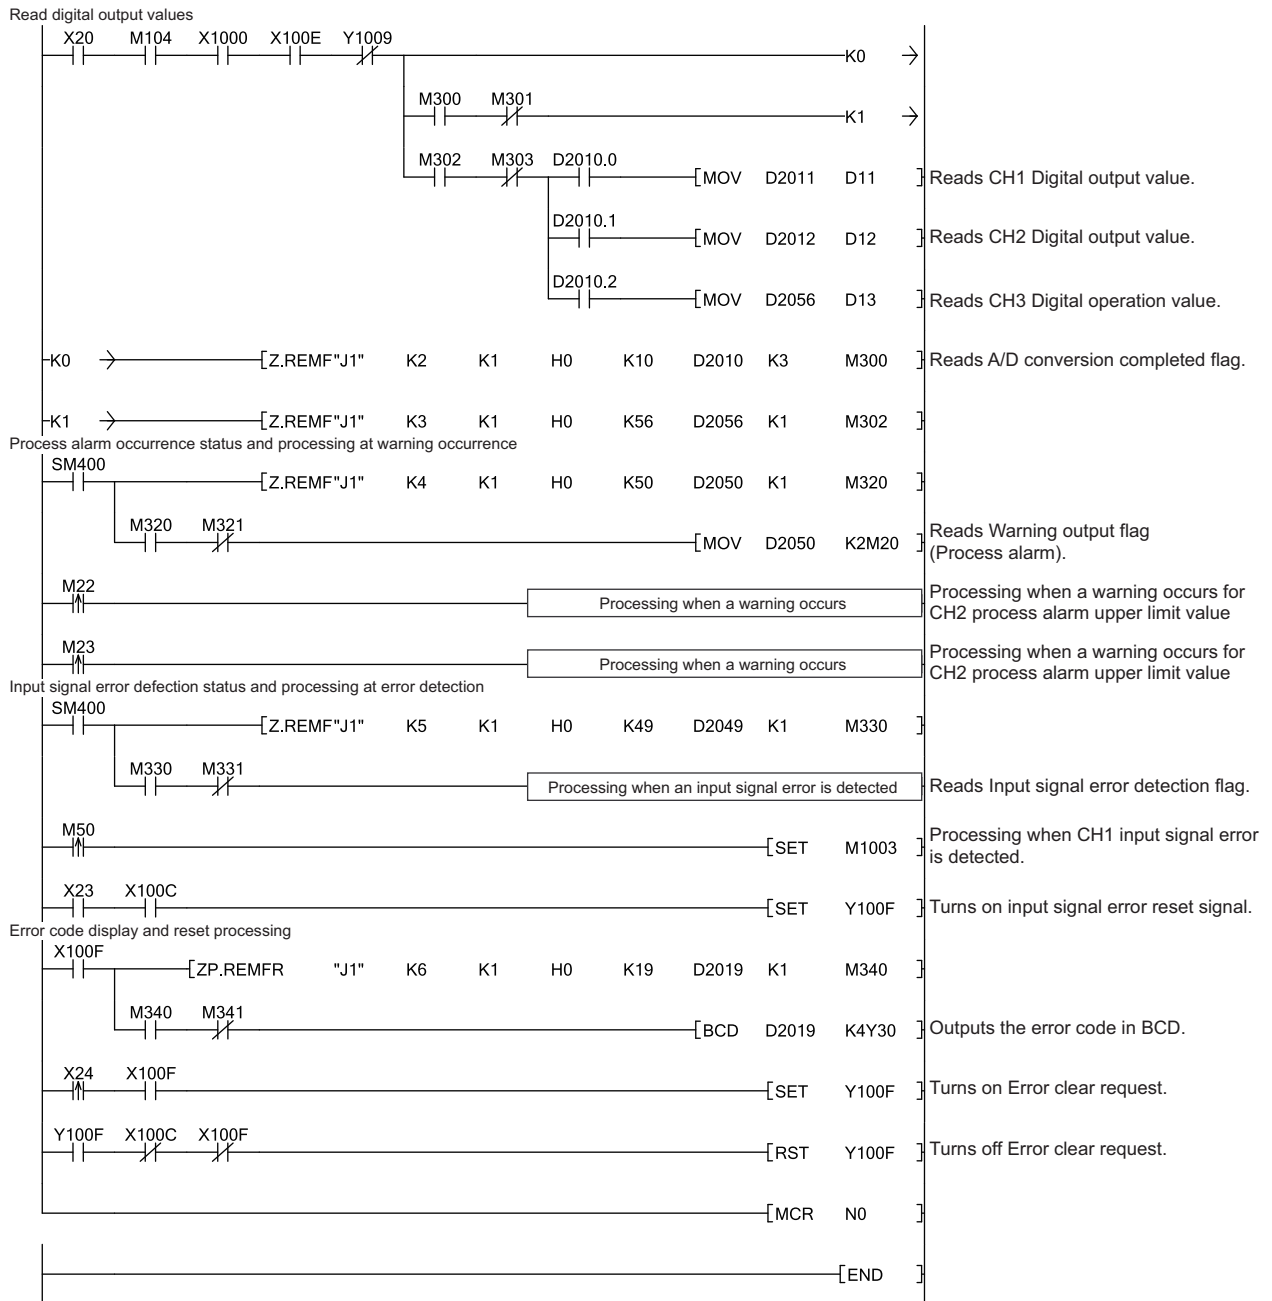 Read digital output values
X20 M104 X1000 X100E Y1009
K0
M300 M301
K1
M302 M303 D2010.0
MOV D2011 D11 Reads CH1 Digital output value.
D2010.1
MOV D2012 D12 Reads CH2 Digital output value.
D2010.2
MOV D2056 D13 Reads CH3 Digital operation value.
K0 Z.REMF"J1" K2 K1 H0 K10 D2010 K3 M300 Reads A/D conversion completed flag.
K1 Z.REMF"J1" K3 K1 H0 K56 D2056 K1 M302
Process alarm occurrence status and processing at warning occurrence
SM400
Z.REMF"J1" K4 K1 H0 K50 D2050 K1 M320
M320 M321
MOV D2050 K2M20 Reads Warning output flag
(Process alarm).
M22
Processing when a warning occurs
Processing when a warning occurs for
CH2 process alarm upper limit value
M23
Processing when a warning occurs
Processing when a warning occurs for
CH2 process alarm upper limit value
Input signal error defection status and processing at error detection
SM400
Z.REMF"J1" K5 K1 H0 K49 D2049 K1 M330
M330 M331
Processing when an input signal error is detected Reads Input signal error detection flag.
M50
SET M1003 Processing when CH1 input signal error
is detected.
X23 X100C
SET Y100F Turns on input signal error reset signal.
Error code display and reset processing
X100F
ZP.REMFR "J1" K6 K1 H0 K19 D2019 K1 M340
M340 M341
BCD D2019 K4Y30 Outputs the error code in BCD.
X24 X100F
SET Y100F Turns on Error clear request.
Y100F X100C X100F
RST Y100F Turns off Error clear request.
MCR N0
END